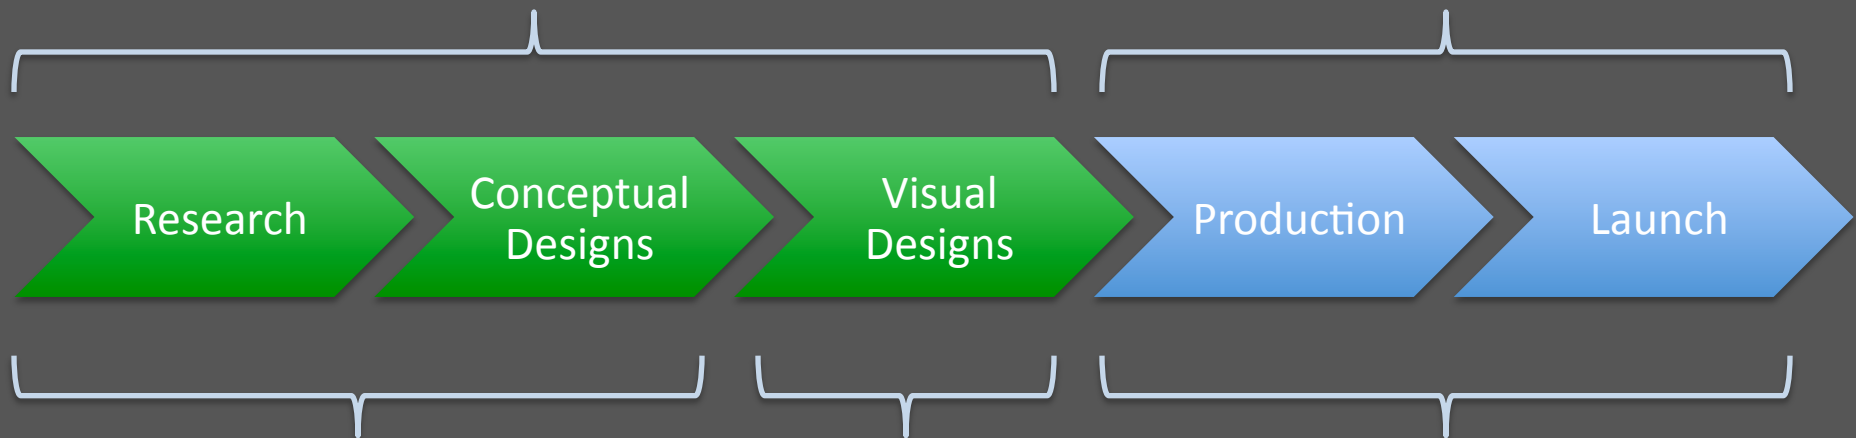 Research
Conceptual
Designs
Visual
Designs
Production
Launch